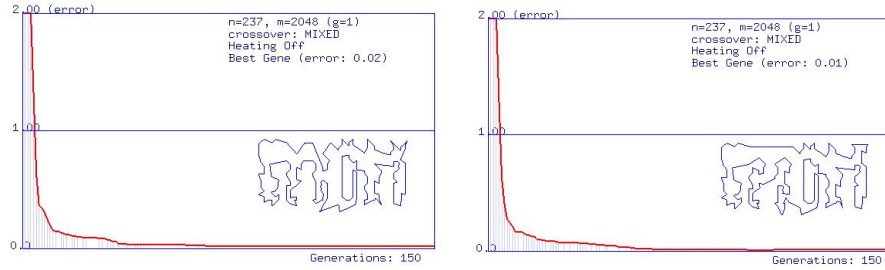 2.00 (error)
n=237, m=2048 (g=1)
crossover: MIXED
Heating Off
Best Gene (error: 0.02)
1.00
0.0
Generations: 150
2.00 (error)
n=237, m=2048 (g=1)
crossover: MIXED
Heating Off
Best Gene (error: 0.01)
1.00
0.0
Generations: 150